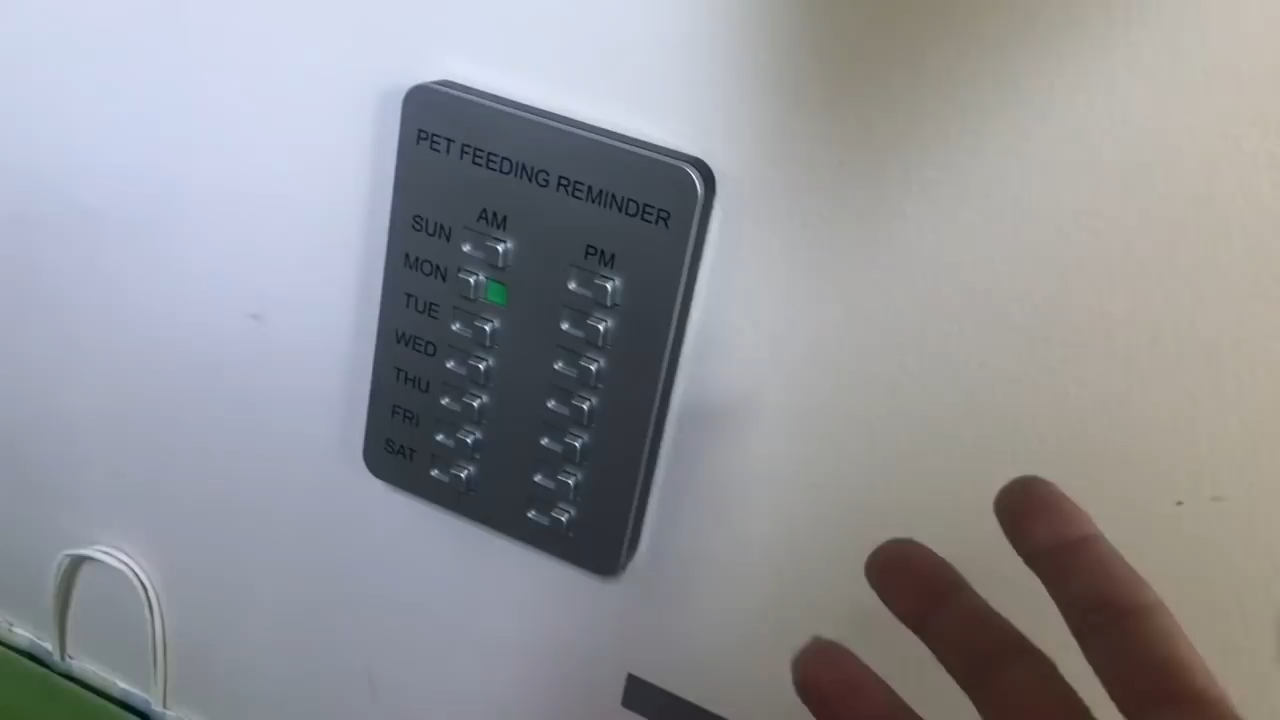 PET FEEDING REMINDER
AM PM
SUN
MON
TUE
WED
THU
FRI
SAT